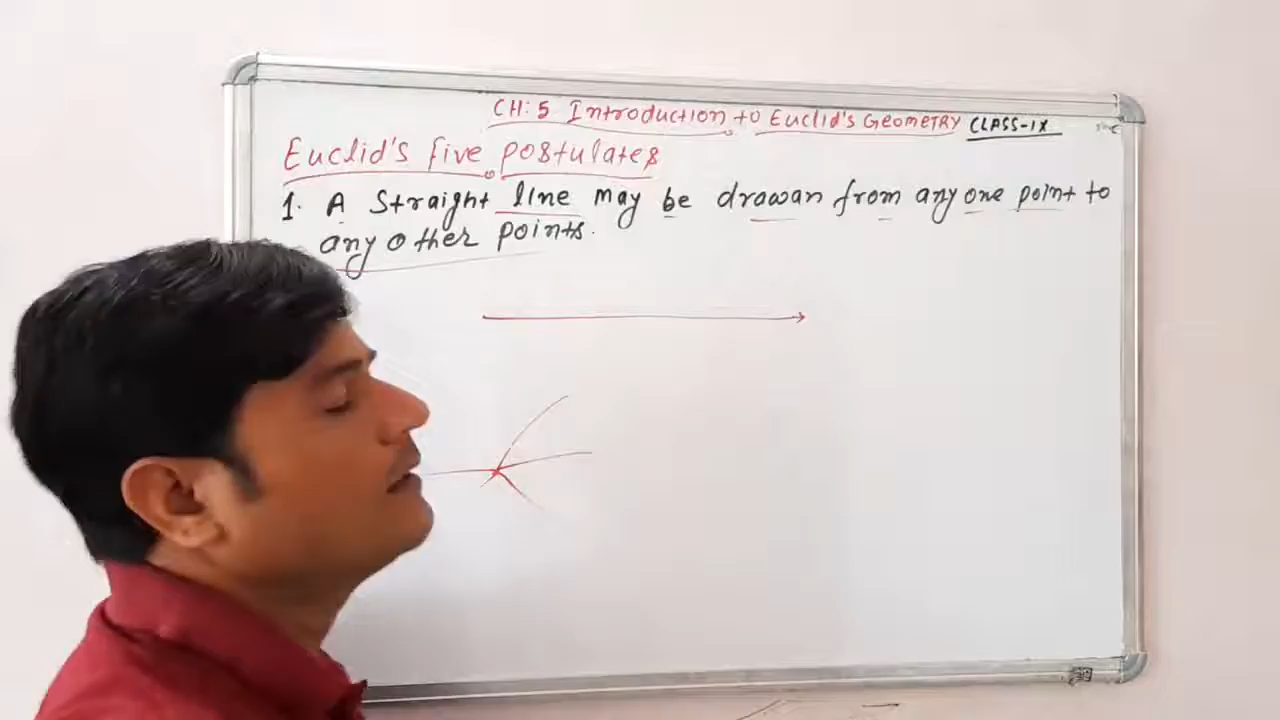 CH: 5 Introduction to Euclid's Geometry CLASS-IX
Euclid's five postulates
1. A Straight line may be drawan from any one point to
any other points.